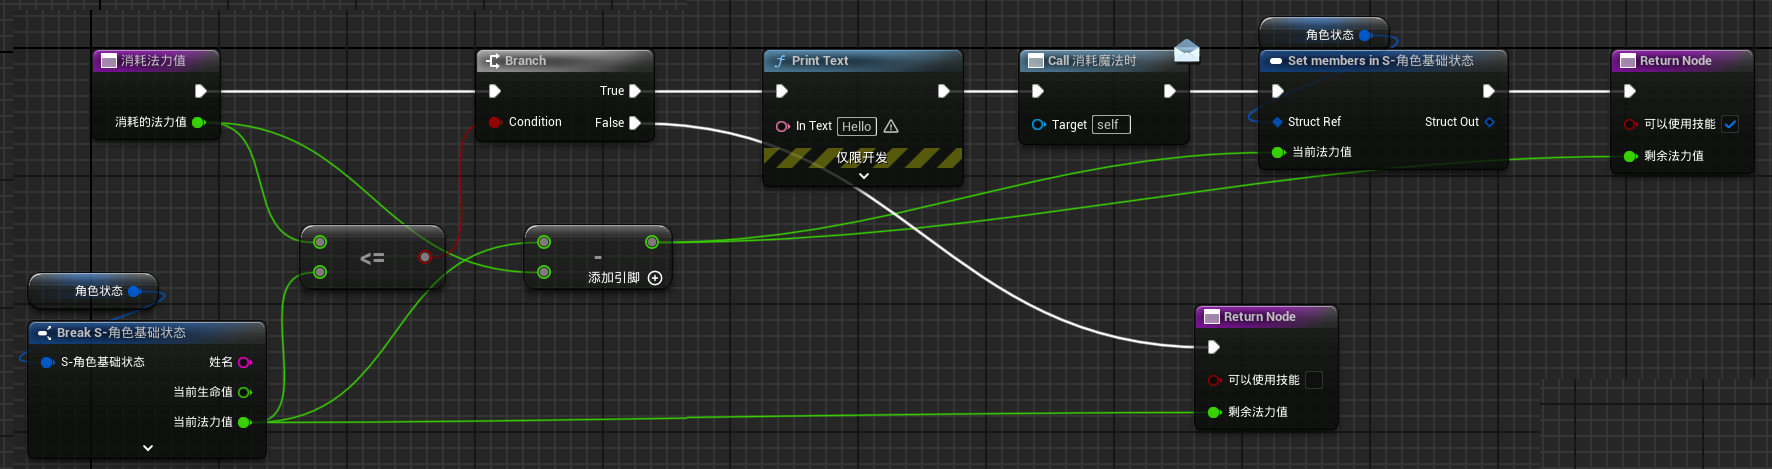 消耗法力值
消耗的法力值
Branch
True
Condition
False
Print Text
In Text Hello
仅限开发
Call 消耗魔法时
Target self
角色状态
Set members in S-角色基础状态
Struct Ref
Struct Out
当前法力值
Return Node
可以使用技能
剩余法力值
<=
-
添加引脚
角色状态
Break S-角色基础状态
S-角色基础状态
姓名
当前生命值
当前法力值
Return Node
可以使用技能
剩余法力值